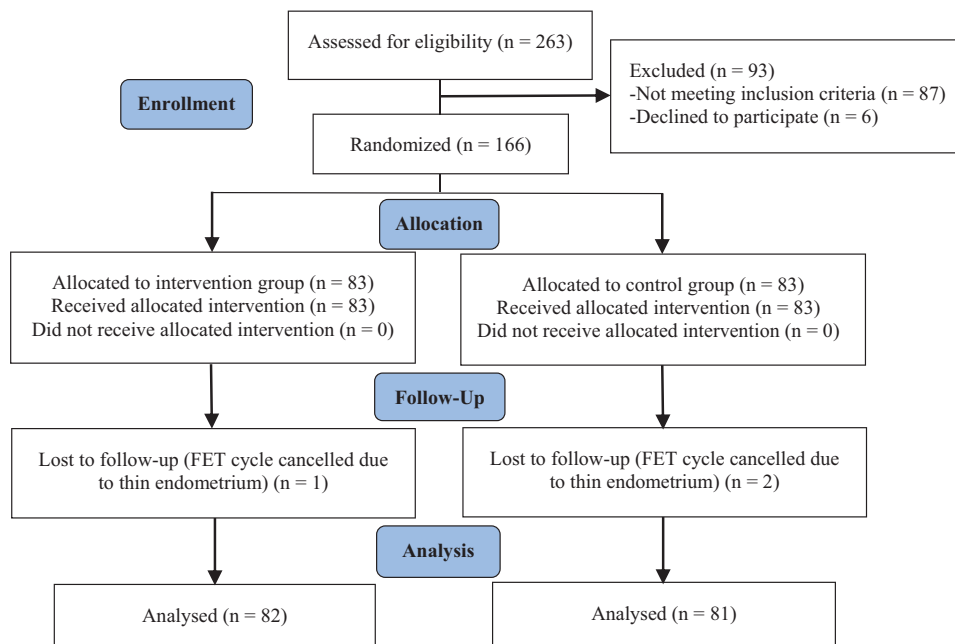 Assessed for eligibility (n = 263)
Excluded (n = 93)
-Not meeting inclusion criteria (n = 87)
-Declined to participate (n = 6)
Enrollment
Randomized (n = 166)
Allocation
Allocated to intervention group (n = 83)
Received allocated intervention (n = 83)
Did not receive allocated intervention (n = 0)
Allocated to control group (n = 83)
Received allocated intervention (n = 83)
Did not receive allocated intervention (n = 0)
Follow-Up
Lost to follow-up (FET cycle cancelled due
to thin endometrium) (n = 1)
Lost to follow-up (FET cycle cancelled due
to thin endometrium) (n = 2)
Analysis
Analysed (n = 82)
Analysed (n = 81)